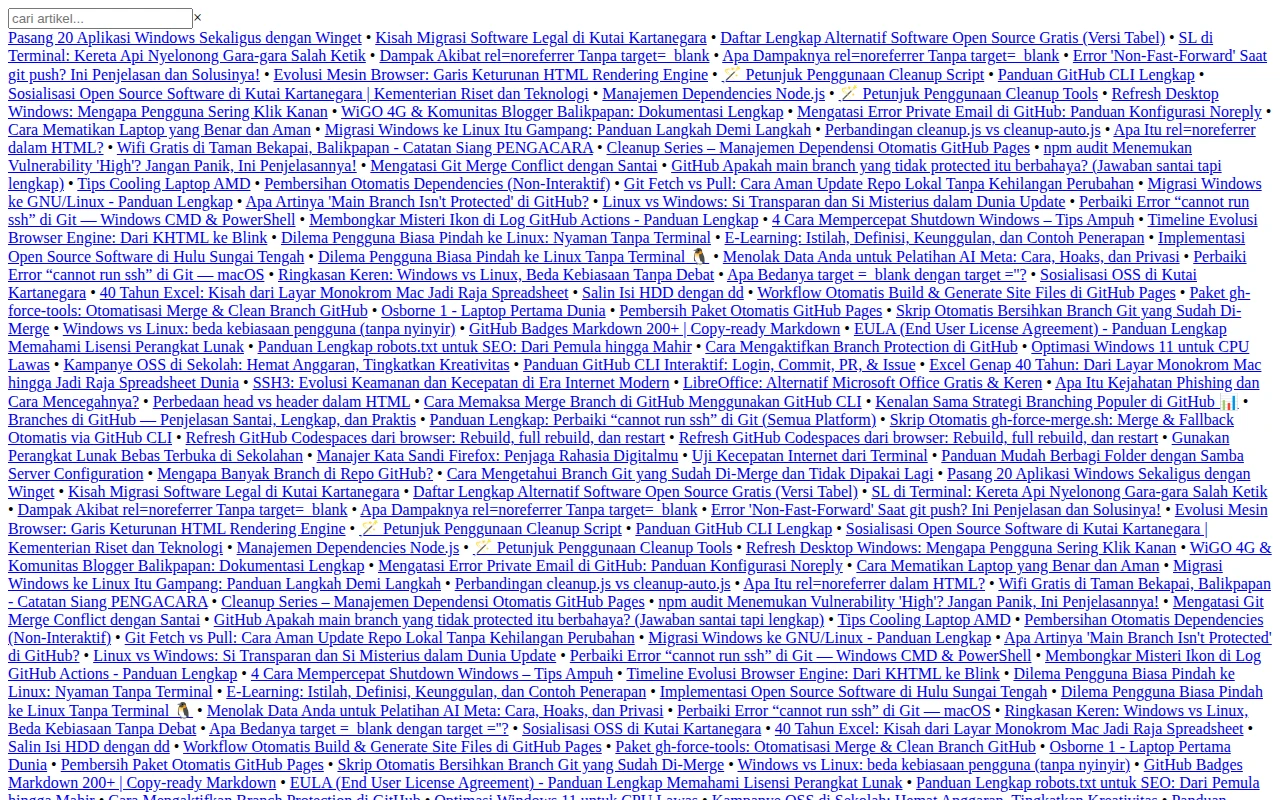 cari artikel...×
Pasang 20 Aplikasi Windows Sekaligus dengan Winget • Kisah Migrasi Software Legal di Kutai Kartanegara • Daftar Lengkap Alternatif Software Open Source Gratis (Versi Tabel) • SL di
Terminal: Kereta Api Nyelonong Gara-gara Salah Ketik • Dampak Akibat rel=noreferrer Tanpa target=_blank • Apa Dampaknya rel=noreferrer Tanpa target=_blank • Error 'Non-Fast-Forward' Saat
git push? Ini Penjelasan dan Solusinya! • Evolusi Mesin Browser: Garis Keturunan HTML Rendering Engine • 🪄 Petunjuk Penggunaan Cleanup Script • Panduan GitHub CLI Lengkap •
Sosialisasi Open Source Software di Kutai Kartanegara | Kementerian Riset dan Teknologi • Manajemen Dependencies Node.js • 🪄 Petunjuk Penggunaan Cleanup Tools • Refresh Desktop
Windows: Mengapa Pengguna Sering Klik Kanan • WiGO 4G & Komunitas Blogger Balikpapan: Dokumentasi Lengkap • Mengatasi Error Private Email di GitHub: Panduan Konfigurasi Noreply •
Cara Mematikan Laptop yang Benar dan Aman • Migrasi Windows ke Linux Itu Gampang: Panduan Langkah Demi Langkah • Perbandingan cleanup.js vs cleanup-auto.js • Apa Itu rel=noreferrer
dalam HTML? • Wifi Gratis di Taman Bekapai, Balikpapan - Catatan Siang PENGACARA • Cleanup Series – Manajemen Dependensi Otomatis GitHub Pages • npm audit Menemukan
Vulnerability 'High'? Jangan Panik, Ini Penjelasannya! • Mengatasi Git Merge Conflict dengan Santai • GitHub Apakah main branch yang tidak protected itu berbahaya? (Jawaban santai tapi
lengkap) • Tips Cooling Laptop AMD • Pembersihan Otomatis Dependencies (Non-Interaktif) • Git Fetch vs Pull: Cara Aman Update Repo Lokal Tanpa Kehilangan Perubahan • Migrasi Windows
ke GNU/Linux - Panduan Lengkap • Apa Artinya 'Main Branch Isn't Protected' di GitHub? • Linux vs Windows: Si Transparan dan Si Misterius dalam Dunia Update • Perbaiki Error “cannot run
ssh” di Git — Windows CMD & PowerShell • Membongkar Misteri Ikon di Log GitHub Actions - Panduan Lengkap • 4 Cara Mempercepat Shutdown Windows – Tips Ampuh • Timeline Evolusi
Browser Engine: Dari KHTML ke Blink • Dilema Pengguna Biasa Pindah ke Linux: Nyaman Tanpa Terminal • E-Learning: Istilah, Definisi, Keunggulan, dan Contoh Penerapan • Implementasi
Open Source Software di Hulu Sungai Tengah • Dilema Pengguna Biasa Pindah ke Linux Tanpa Terminal 🐧 • Menolak Data Anda untuk Pelatihan AI Meta: Cara, Hoaks, dan Privasi • Perbaiki
Error “cannot run ssh” di Git — macOS • Ringkasan Keren: Windows vs Linux, Beda Kebiasaan Tanpa Debat • Apa Bedanya target =_blank dengan target =''? • Sosialisasi OSS di Kutai
Kartanegara • 40 Tahun Excel: Kisah dari Layar Monokrom Mac Jadi Raja Spreadsheet • Salin Isi HDD dengan dd • Workflow Otomatis Build & Generate Site Files di GitHub Pages • Paket gh-
force-tools: Otomatisasi Merge & Clean Branch GitHub • Osborne 1 - Laptop Pertama Dunia • Pembersih Paket Otomatis GitHub Pages • Skrip Otomatis Bersihkan Branch Git yang Sudah Di-
Merge • Windows vs Linux: beda kebiasaan pengguna (tanpa nyinyir) • GitHub Badges Markdown 200+ | Copy-ready Markdown • EULA (End User License Agreement) - Panduan Lengkap
Memahami Lisensi Perangkat Lunak • Panduan Lengkap robots.txt untuk SEO: Dari Pemula hingga Mahir • Cara Mengaktifkan Branch Protection di GitHub • Optimasi Windows 11 untuk CPU
Lawas • Kampanye OSS di Sekolah: Hemat Anggaran, Tingkatkan Kreativitas • Panduan GitHub CLI Interaktif: Login, Commit, PR, & Issue • Excel Genap 40 Tahun: Dari Layar Monokrom Mac
hingga Jadi Raja Spreadsheet Dunia • SSH3: Evolusi Keamanan dan Kecepatan di Era Internet Modern • LibreOffice: Alternatif Microsoft Office Gratis & Keren • Apa Itu Kejahatan Phishing dan
Cara Mencegahnya? • Perbedaan head vs header dalam HTML • Cara Memaksa Merge Branch di GitHub Menggunakan GitHub CLI • Kenalan Sama Strategi Branching Populer di GitHub 📊 •
Branches di GitHub — Penjelasan Santai, Lengkap, dan Praktis • Panduan Lengkap: Perbaiki “cannot run ssh” di Git (Semua Platform) • Skrip Otomatis gh-force-merge.sh: Merge & Fallback
Otomatis via GitHub CLI • Refresh GitHub Codespaces dari browser: Rebuild, full rebuild, dan restart • Refresh GitHub Codespaces dari browser: Rebuild, full rebuild, dan restart • Gunakan
Perangkat Lunak Bebas Terbuka di Sekolahan • Manajer Kata Sandi Firefox: Penjaga Rahasia Digitalmu • Uji Kecepatan Internet dari Terminal • Panduan Mudah Berbagi Folder dengan Samba
Server Configuration • Mengapa Banyak Branch di Repo GitHub? • Cara Mengetahui Branch Git yang Sudah Di-Merge dan Tidak Dipakai Lagi • Pasang 20 Aplikasi Windows Sekaligus dengan
Winget • Kisah Migrasi Software Legal di Kutai Kartanegara • Daftar Lengkap Alternatif Software Open Source Gratis (Versi Tabel) • SL di Terminal: Kereta Api Nyelonong Gara-gara Salah Ketik
• Dampak Akibat rel=noreferrer Tanpa target=_blank • Apa Dampaknya rel=noreferrer Tanpa target=_blank • Error 'Non-Fast-Forward' Saat git push? Ini Penjelasan dan Solusinya! • Evolusi Mesin
Browser: Garis Keturunan HTML Rendering Engine • 🪄 Petunjuk Penggunaan Cleanup Script • Panduan GitHub CLI Lengkap • Sosialisasi Open Source Software di Kutai Kartanegara |
Kementerian Riset dan Teknologi • Manajemen Dependencies Node.js • 🪄 Petunjuk Penggunaan Cleanup Tools • Refresh Desktop Windows: Mengapa Pengguna Sering Klik Kanan • WiGO 4G &
Komunitas Blogger Balikpapan: Dokumentasi Lengkap • Mengatasi Error Private Email di GitHub: Panduan Konfigurasi Noreply • Cara Mematikan Laptop yang Benar dan Aman • Migrasi
Windows ke Linux Itu Gampang: Panduan Langkah Demi Langkah • Perbandingan cleanup.js vs cleanup-auto.js • Apa Itu rel=noreferrer dalam HTML? • Wifi Gratis di Taman Bekapai, Balikpapan
- Catatan Siang PENGACARA • Cleanup Series – Manajemen Dependensi Otomatis GitHub Pages • npm audit Menemukan Vulnerability 'High'? Jangan Panik, Ini Penjelasannya! • Mengatasi Git
Merge Conflict dengan Santai • GitHub Apakah main branch yang tidak protected itu berbahaya? (Jawaban santai tapi lengkap) • Tips Cooling Laptop AMD • Pembersihan Otomatis Dependencies
(Non-Interaktif) • Git Fetch vs Pull: Cara Aman Update Repo Lokal Tanpa Kehilangan Perubahan • Migrasi Windows ke GNU/Linux - Panduan Lengkap • Apa Artinya 'Main Branch Isn't Protected'
di GitHub? • Linux vs Windows: Si Transparan dan Si Misterius dalam Dunia Update • Perbaiki Error “cannot run ssh” di Git — Windows CMD & PowerShell • Membongkar Misteri Ikon di Log
GitHub Actions - Panduan Lengkap • 4 Cara Mempercepat Shutdown Windows – Tips Ampuh • Timeline Evolusi Browser Engine: Dari KHTML ke Blink • Dilema Pengguna Biasa Pindah ke
Linux: Nyaman Tanpa Terminal • E-Learning: Istilah, Definisi, Keunggulan, dan Contoh Penerapan • Implementasi Open Source Software di Hulu Sungai Tengah • Dilema Pengguna Biasa Pindah
ke Linux Tanpa Terminal 🐧 • Menolak Data Anda untuk Pelatihan AI Meta: Cara, Hoaks, dan Privasi • Perbaiki Error “cannot run ssh” di Git — macOS • Ringkasan Keren: Windows vs Linux,
Beda Kebiasaan Tanpa Debat • Apa Bedanya target =_blank dengan target =''? • Sosialisasi OSS di Kutai Kartanegara • 40 Tahun Excel: Kisah dari Layar Monokrom Mac Jadi Raja Spreadsheet •
Salin Isi HDD dengan dd • Workflow Otomatis Build & Generate Site Files di GitHub Pages • Paket gh-force-tools: Otomatisasi Merge & Clean Branch GitHub • Osborne 1 - Laptop Pertama
Dunia • Pembersih Paket Otomatis GitHub Pages • Skrip Otomatis Bersihkan Branch Git yang Sudah Di-Merge • Windows vs Linux: beda kebiasaan pengguna (tanpa nyinyir) • GitHub Badges
Markdown 200+ | Copy-ready Markdown • EULA (End User License Agreement) - Panduan Lengkap Memahami Lisensi Perangkat Lunak • Panduan Lengkap robots.txt untuk SEO: Dari Pemula
hingga Mahir • Cara Mengaktifkan Branch Protection di GitHub • Optimasi Windows 11 untuk CPU Lawas • Kampanye OSS di Sekolah: Hemat Anggaran, Tingkatkan Kreativitas • Panduan